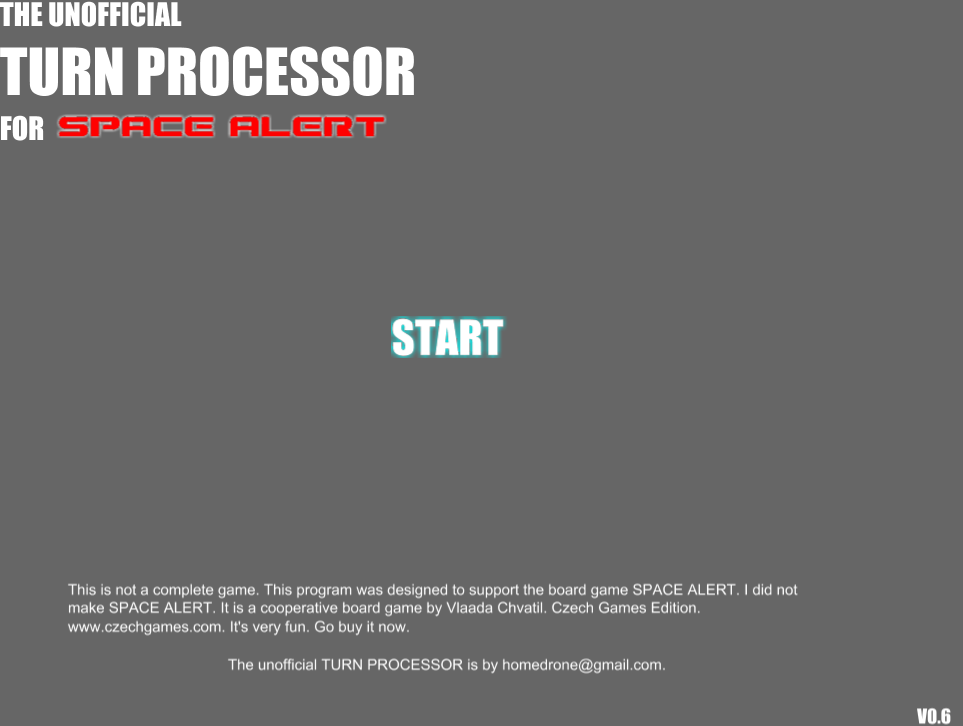 THE UNOFFICIAL
TURN PROCESSOR
FOR SPACE ALERT
START
This is not a complete game. This program was designed to support the board game SPACE ALERT. I did not
make SPACE ALERT. It is a cooperative board game by Vlaada Chvatil. Czech Games Edition.
www.czechgames.com. It's very fun. Go buy it now.
The unofficial TURN PROCESSOR is by homedrone@gmail.com.
V0.6